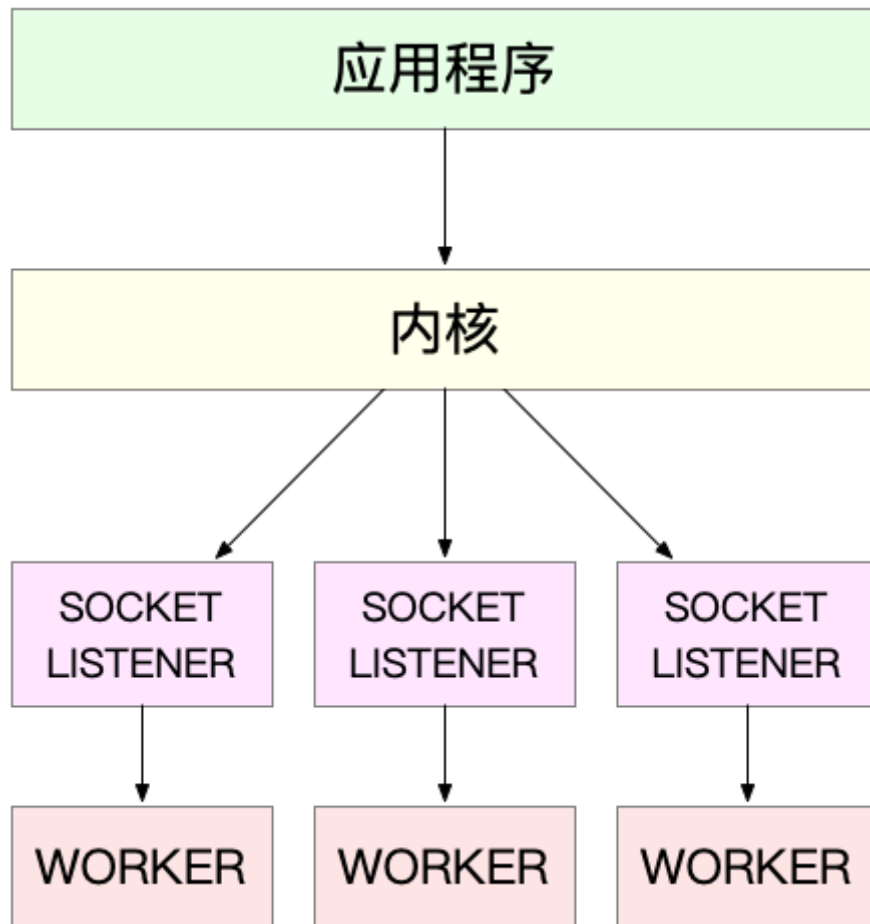 应用程序
内核
SOCKET
LISTENER
SOCKET
LISTENER
SOCKET
LISTENER
WORKER
WORKER
WORKER